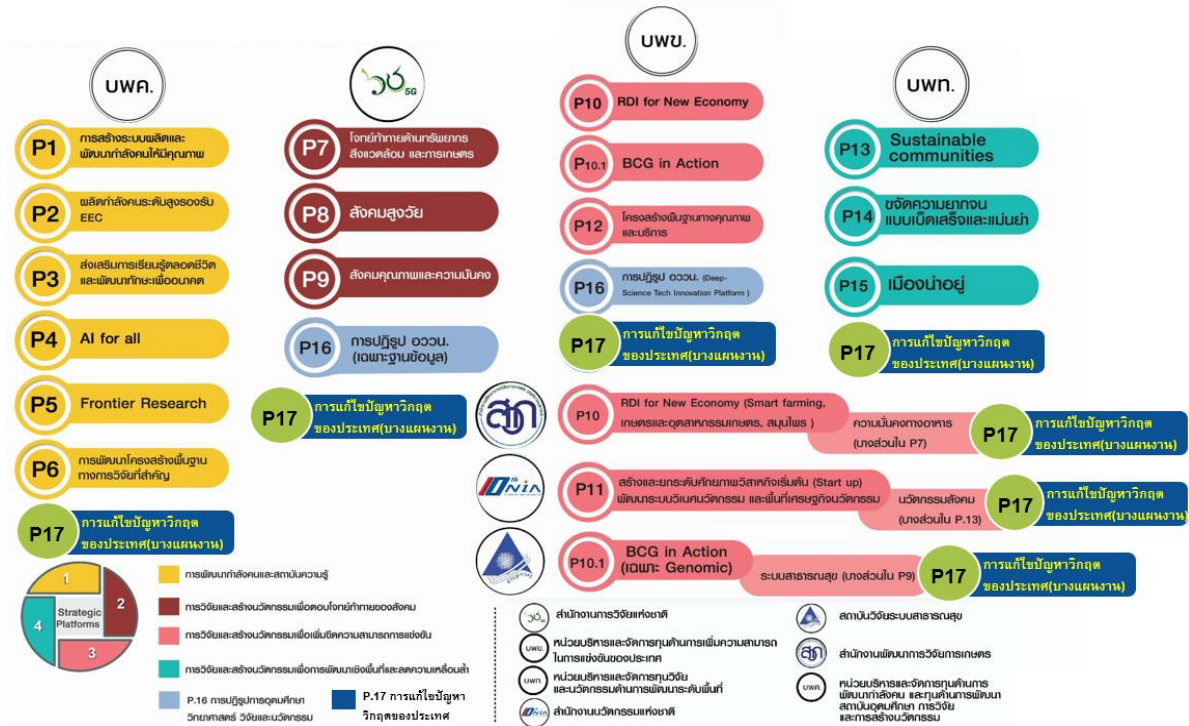 บพค.
P1
การสร้างระบบผลิตและ
พัฒนากำลังคนให้มีคุณภาพ
P2
ผลิตกำลังคนระดับสูงรองรับ
EEC
P3
ส่งเสริมการเรียนรู้ตลอดชีวิต
และพัฒนาทักษะเพื่ออนาคต
P4
AI for all
P5
Frontier Research
P6
การพัฒนาโครงสร้างพื้นฐาน
ทางการวิจัยที่สำคัญ
P17
การแก้ไขปัญหาวิกฤต
ของประเทศ(บางแผนงาน)
วช 5G
P7
โจทย์ท้าทายด้านทรัพยากร
สิ่งแวดล้อม และการเกษตร
P8
สังคมสูงวัย
P9
สังคมคุณภาพและความมั่นคง
P16
การปฏิรูป อววน.
(เฉพาะฐานข้อมูล)
P17
การแก้ไขปัญหาวิกฤต
ของประเทศ(บางแผนงาน)
บพข.
P10
RDI for New Economy
P10.1
BCG in Action
P12
โครงสร้างพื้นฐานทางคุณภาพ
และบริการ
P16
การปฏิรูป อววน. (Deep-
Science Tech Innovation Platform )
P17
การแก้ไขปัญหาวิกฤต
ของประเทศ(บางแผนงาน)
บพท.
P13
Sustainable
communities
P14
ขจัดความยากจน
แบบเบ็ดเสร็จและแม่นยำ
P15
เมืองน่าอยู่
P17
การแก้ไขปัญหาวิกฤต
ของประเทศ(บางแผนงาน)
สวก
P10
RDI for New Economy (Smart farming,
เกษตรและอุตสาหกรรมเกษตร, สมุนไพร )
ความมั่นคงทางอาหาร
(บางส่วนใน P7)
P17
การแก้ไขปัญหาวิกฤต
ของประเทศ(บางแผนงาน)
NIA
P11
สร้างและยกระดับศักยภาพวิสาหกิจเริ่มต้น (Start up)
พัฒนาระบบนิเวศนวัตกรรม และพื้นที่เศรษฐกิจนวัตกรรม
นวัตกรรมสังคม
(บางส่วนใน P.13)
P17
การแก้ไขปัญหาวิกฤต
ของประเทศ(บางแผนงาน)
P10.1
BCG in Action
(เฉพาะ Genomic)
ระบบสาธารณสุข (บางส่วนใน P9)
P17
การแก้ไขปัญหาวิกฤต
ของประเทศ(บางแผนงาน)
1
2
3
4
Strategic
Platforms
การพัฒนากำลังคนและสถาบันความรู้
การวิจัยและสร้างนวัตกรรมเพื่อตอบโจทย์ท้าทายของสังคม
การวิจัยและสร้างนวัตกรรมเพื่อเพิ่มขีดความสามารถการแข่งขัน
การวิจัยและสร้างนวัตกรรมเพื่อการพัฒนาเชิงพื้นที่และลดความเหลื่อมล้ำ
P.16 การปฏิรูปการอุดมศึกษา
วิทยาศาสตร์ วิจัยและนวัตกรรม
P.17 การแก้ไขปัญหา
วิกฤตของประเทศ
สำนักงานการวิจัยแห่งชาติ
บพข.
หน่วยบริหารและจัดการทุนด้านการเพิ่มความสามารถ
ในการแข่งขันของประเทศ
บพท.
หน่วยบริหารและจัดการทุนวิจัย
และนวัตกรรมด้านการพัฒนาระดับพื้นที่
NIA
สำนักงานนวัตกรรมแห่งชาติ
สถาบันวิจัยระบบสาธารณสุข
สวก
สำนักงานพัฒนาการวิจัยการเกษตร
บพค.
หน่วยบริหารและจัดการทุนด้านการ
พัฒนากำลังคน และทุนด้านการพัฒนา
สถาบันอุดมศึกษา การวิจัย
และการสร้างนวัตกรรม